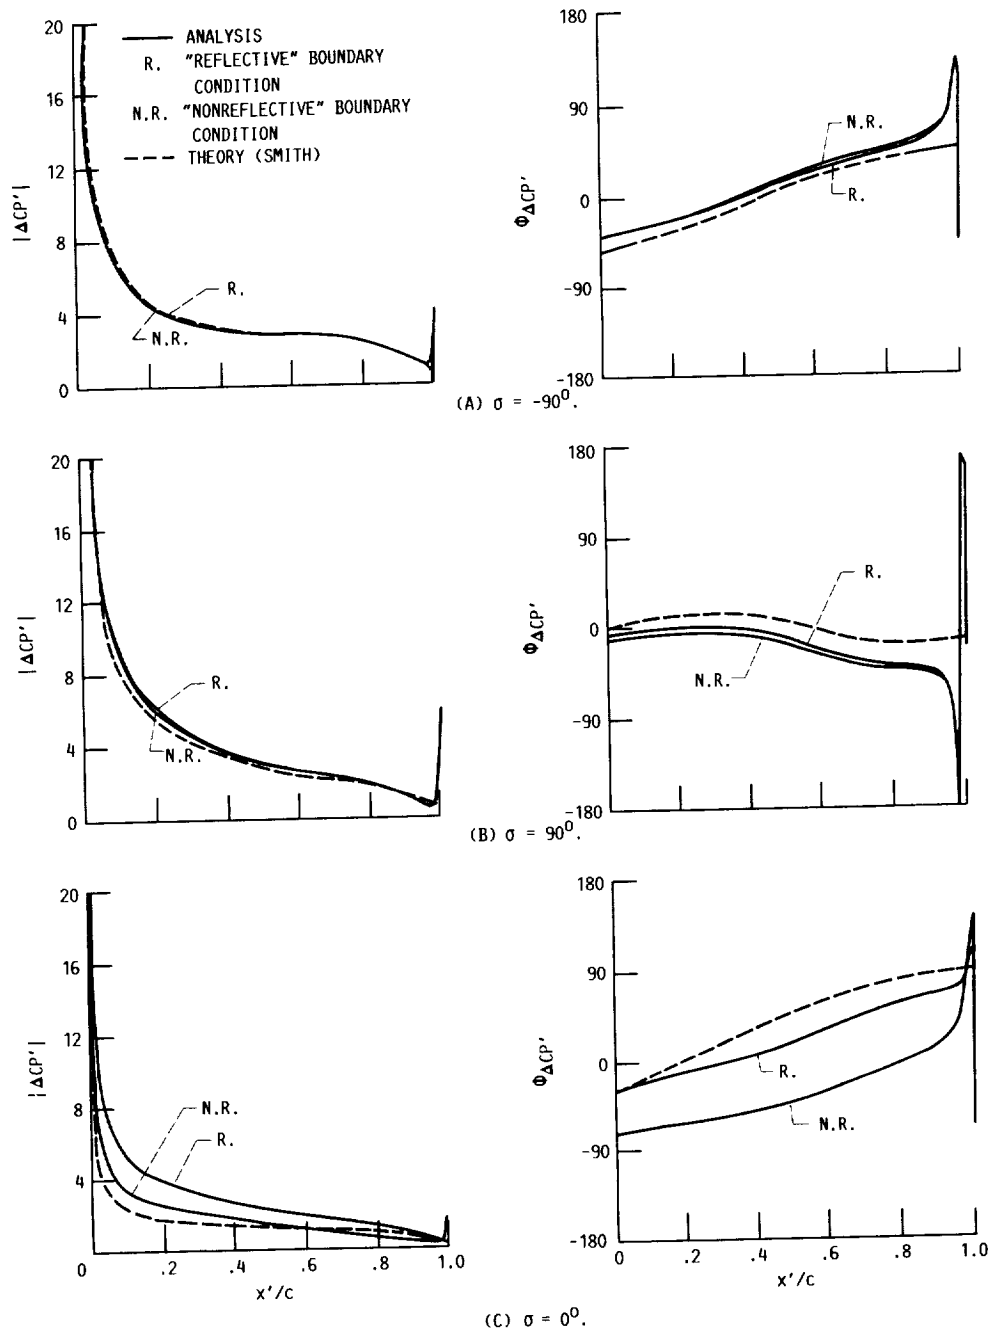 20
16
12
8
4
0
|ΔCP'|
ANALYSIS
R. "REFLECTIVE" BOUNDARY
CONDITION
N.R. "NONREFLECTIVE" BOUNDARY
CONDITION
THEORY (SMITH)
R.
N.R.
180
90
0
-90
-180
ΦΔCP'
N.R.
R.
(A) σ = -90⁰.
20
16
12
8
4
0
|ΔCP'|
R.
N.R.
180
90
0
-90
-180
ΦΔCP'
R.
N.R.
(B) σ = 90⁰.
20
16
12
8
4
|ΔCP'|
N.R.
R.
0 .2 .4 .6 .8 1.0
x'/c
180
90
0
-90
-180
ΦΔCP'
R.
N.R.
0 .2 .4 .6 .8 1.0
x'/c
(C) σ = 0⁰.